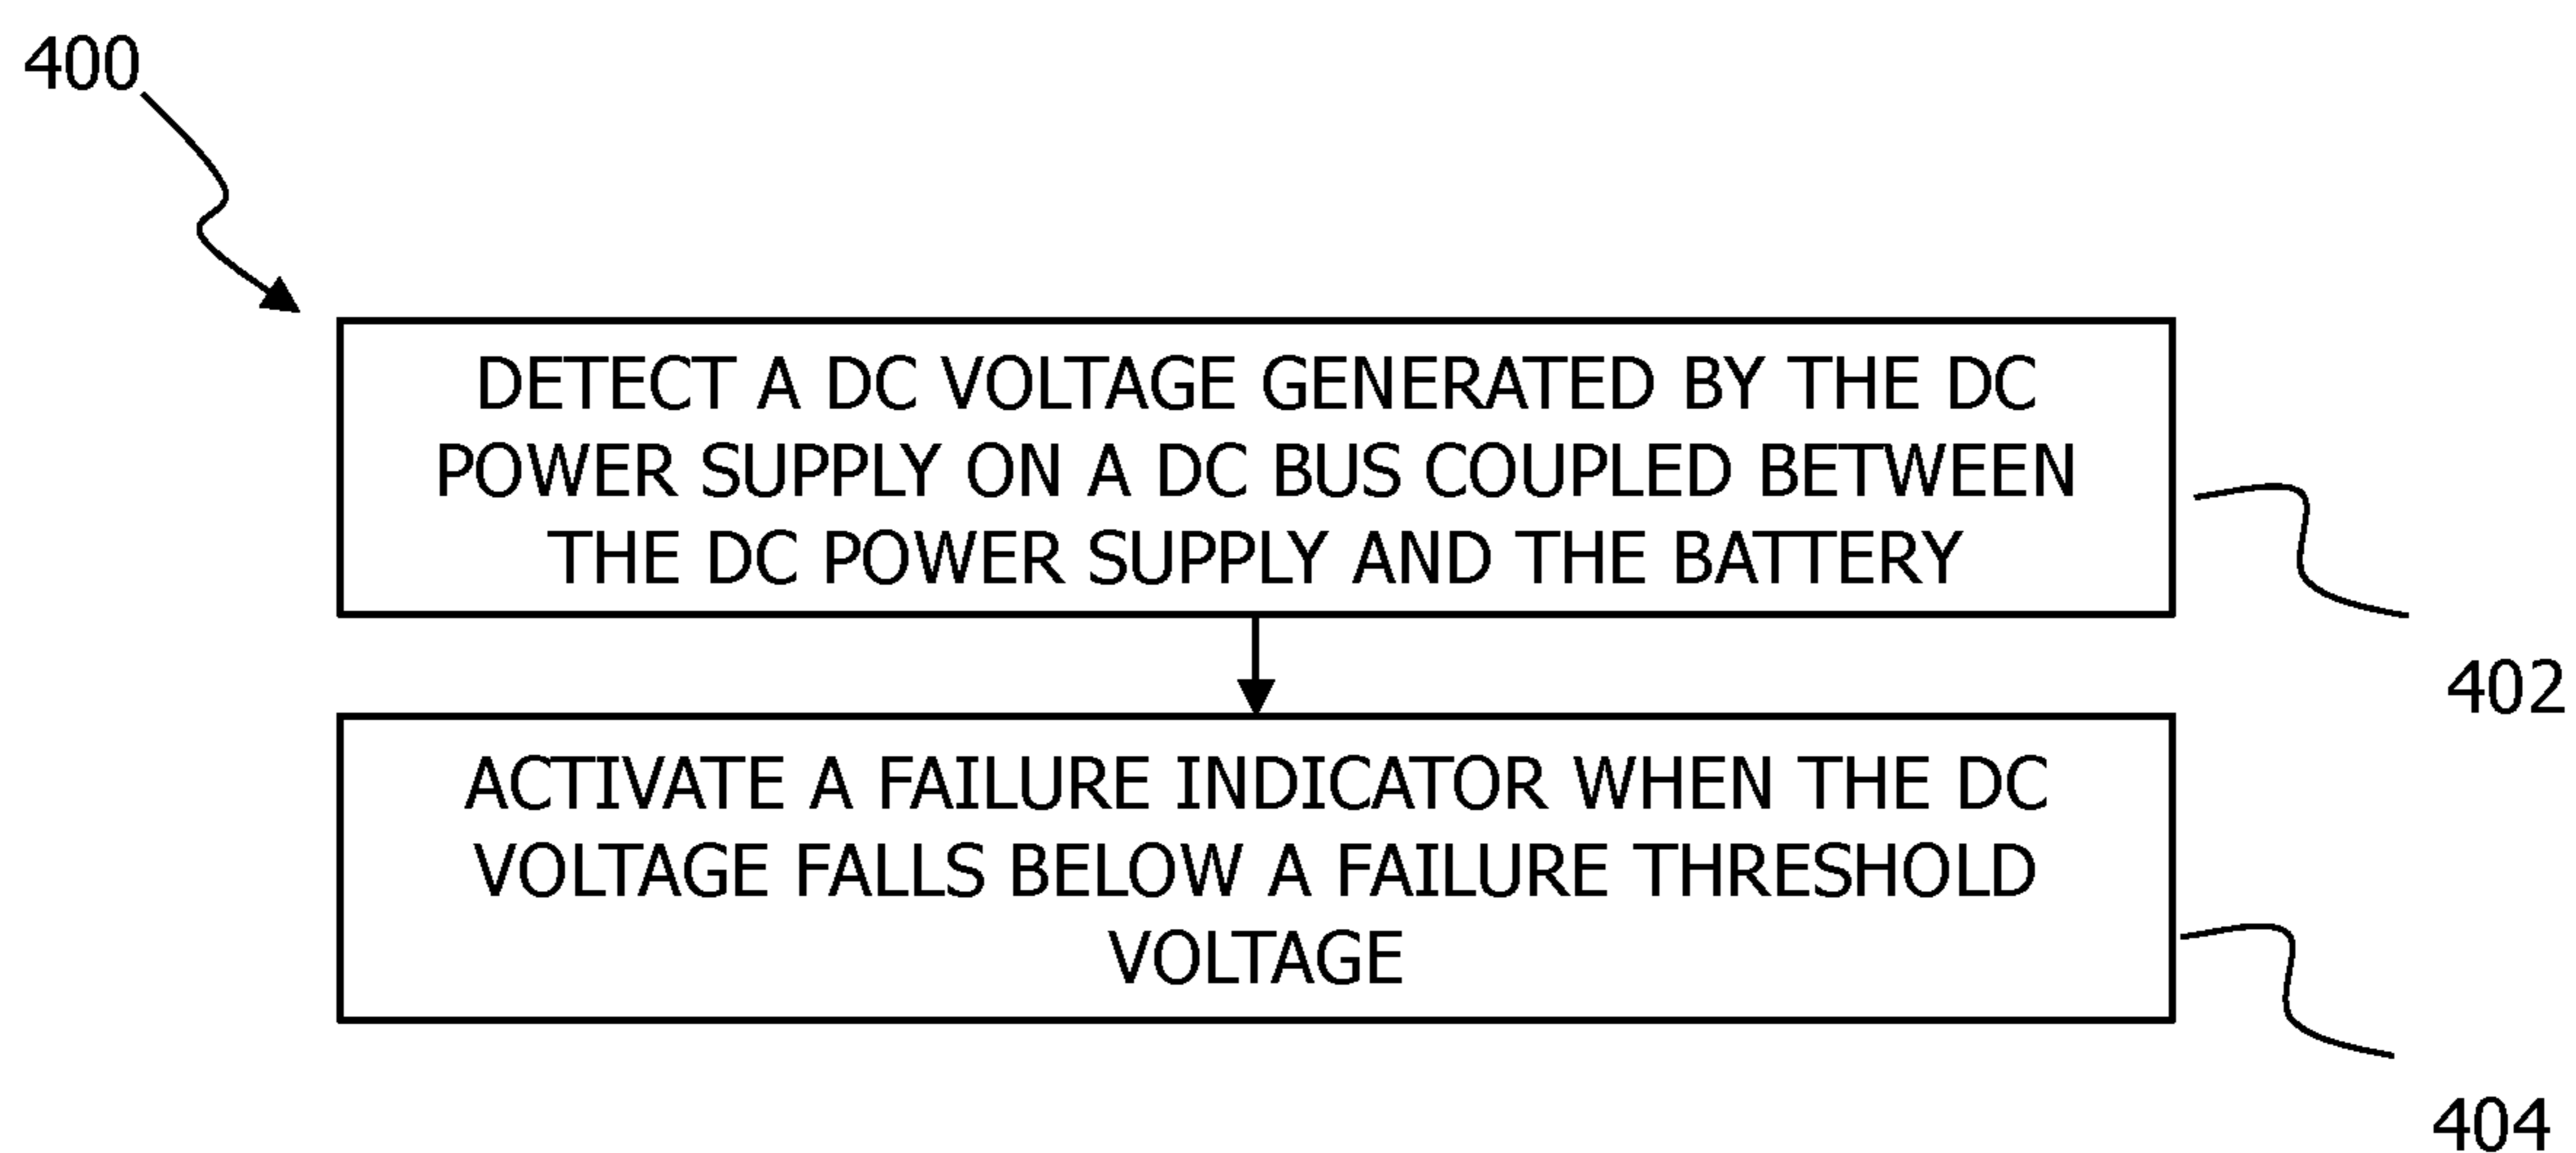 400
DETECT A DC VOLTAGE GENERATED BY THE DC
POWER SUPPLY ON A DC BUS COUPLED BETWEEN
THE DC POWER SUPPLY AND THE BATTERY
402
ACTIVATE A FAILURE INDICATOR WHEN THE DC
VOLTAGE FALLS BELOW A FAILURE THRESHOLD
VOLTAGE
404